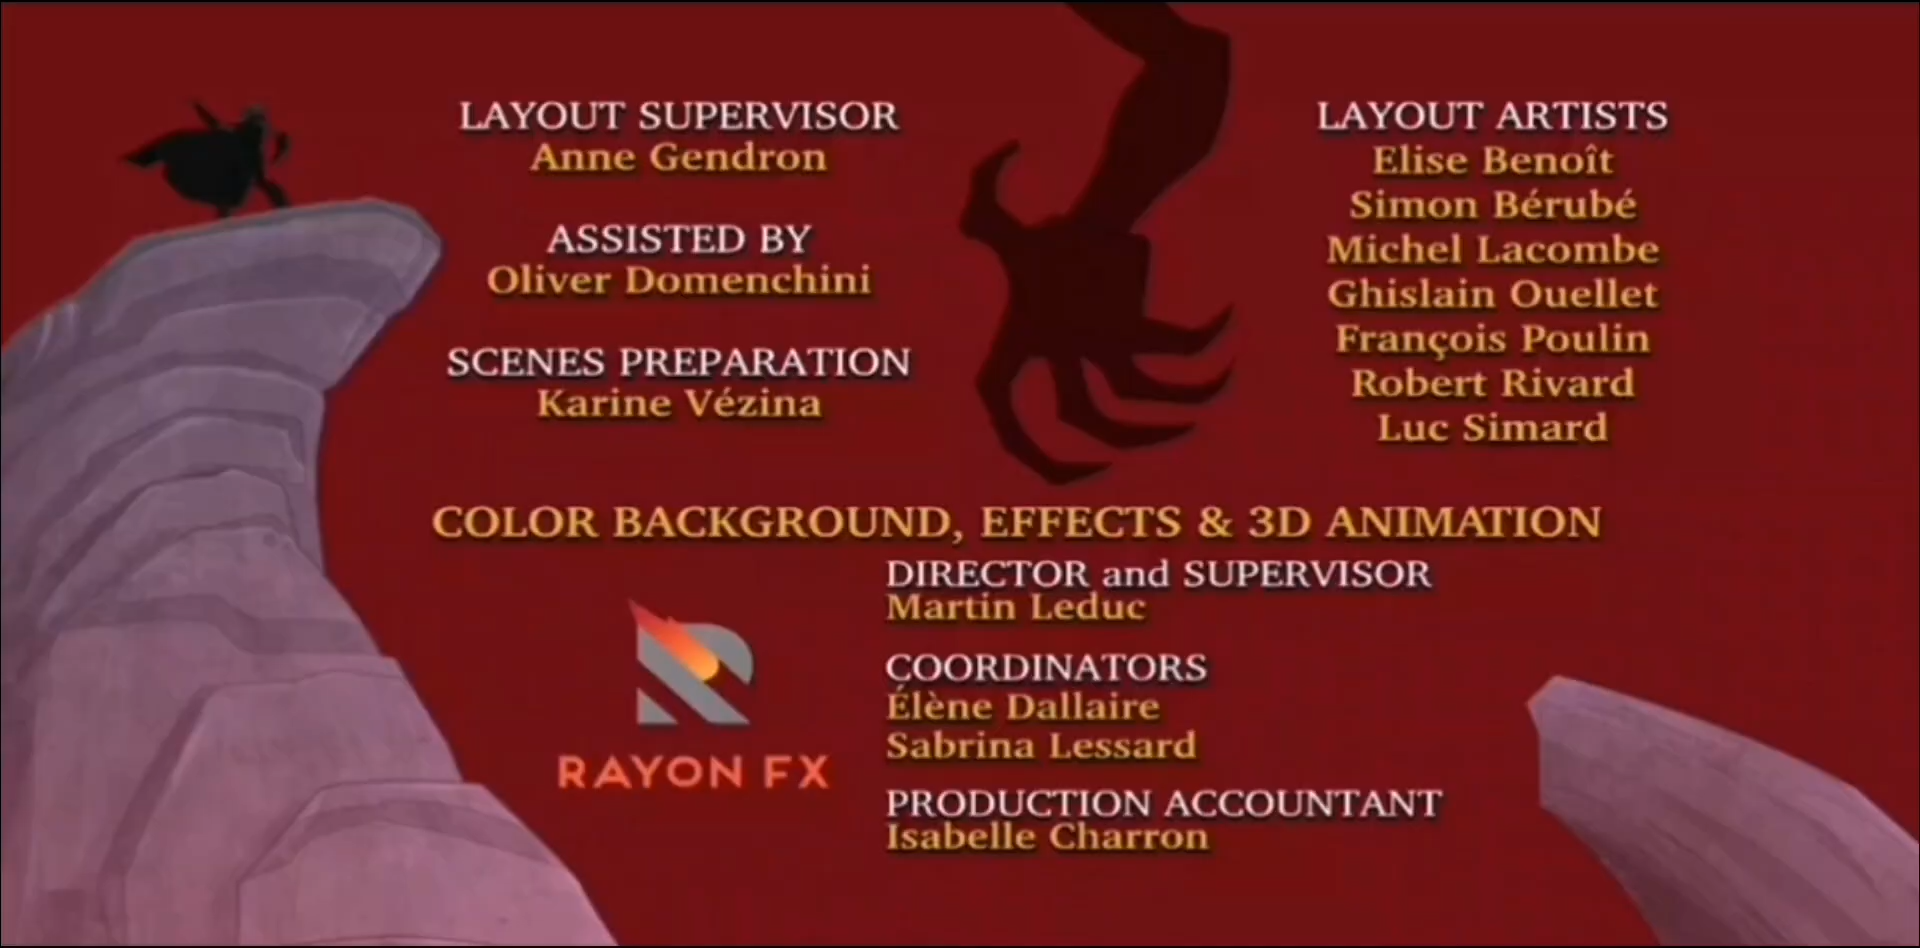 LAYOUT SUPERVISOR
Anne Gendron
ASSISTED BY
Oliver Domenchini
SCENES PREPARATION
Karine Vézina
LAYOUT ARTISTS
Elise Benoît
Simon Bérubé
Michel Lacombe
Ghislain Ouellet
François Poulin
Robert Rivard
Luc Simard
COLOR BACKGROUND, EFFECTS & 3D ANIMATION
RAYON FX
DIRECTOR and SUPERVISOR
Martin Leduc
COORDINATORS
Élène Dallaire
Sabrina Lessard
PRODUCTION ACCOUNTANT
Isabelle Charron